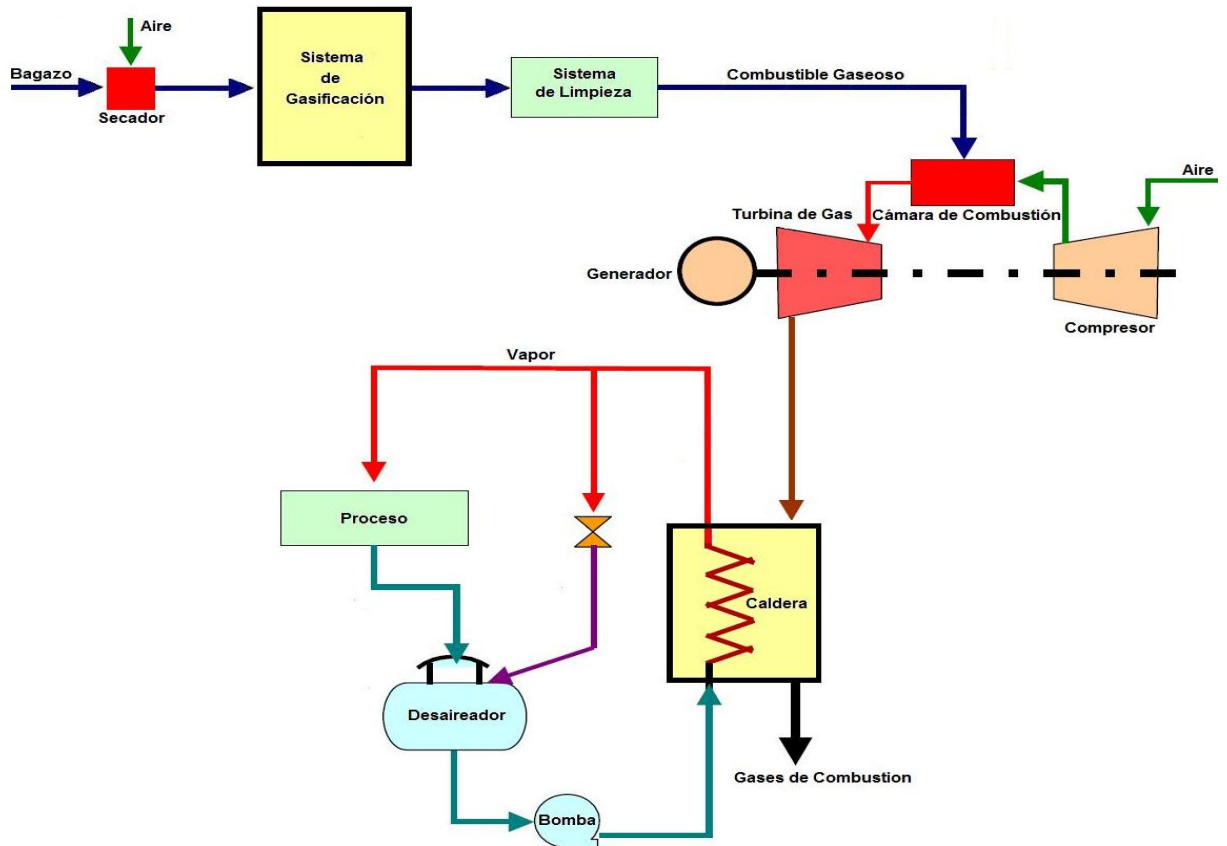 Aire
Bagazo
Secador
Sistema
de
Gasificación
Sistema
de Limpieza
Combustible Gaseoso
Aire
Turbina de Gas
Cámara de Combustión
Generador
Compresor
Vapor
Proceso
Caldera
Desaireador
Gases de Combustion
Bomba